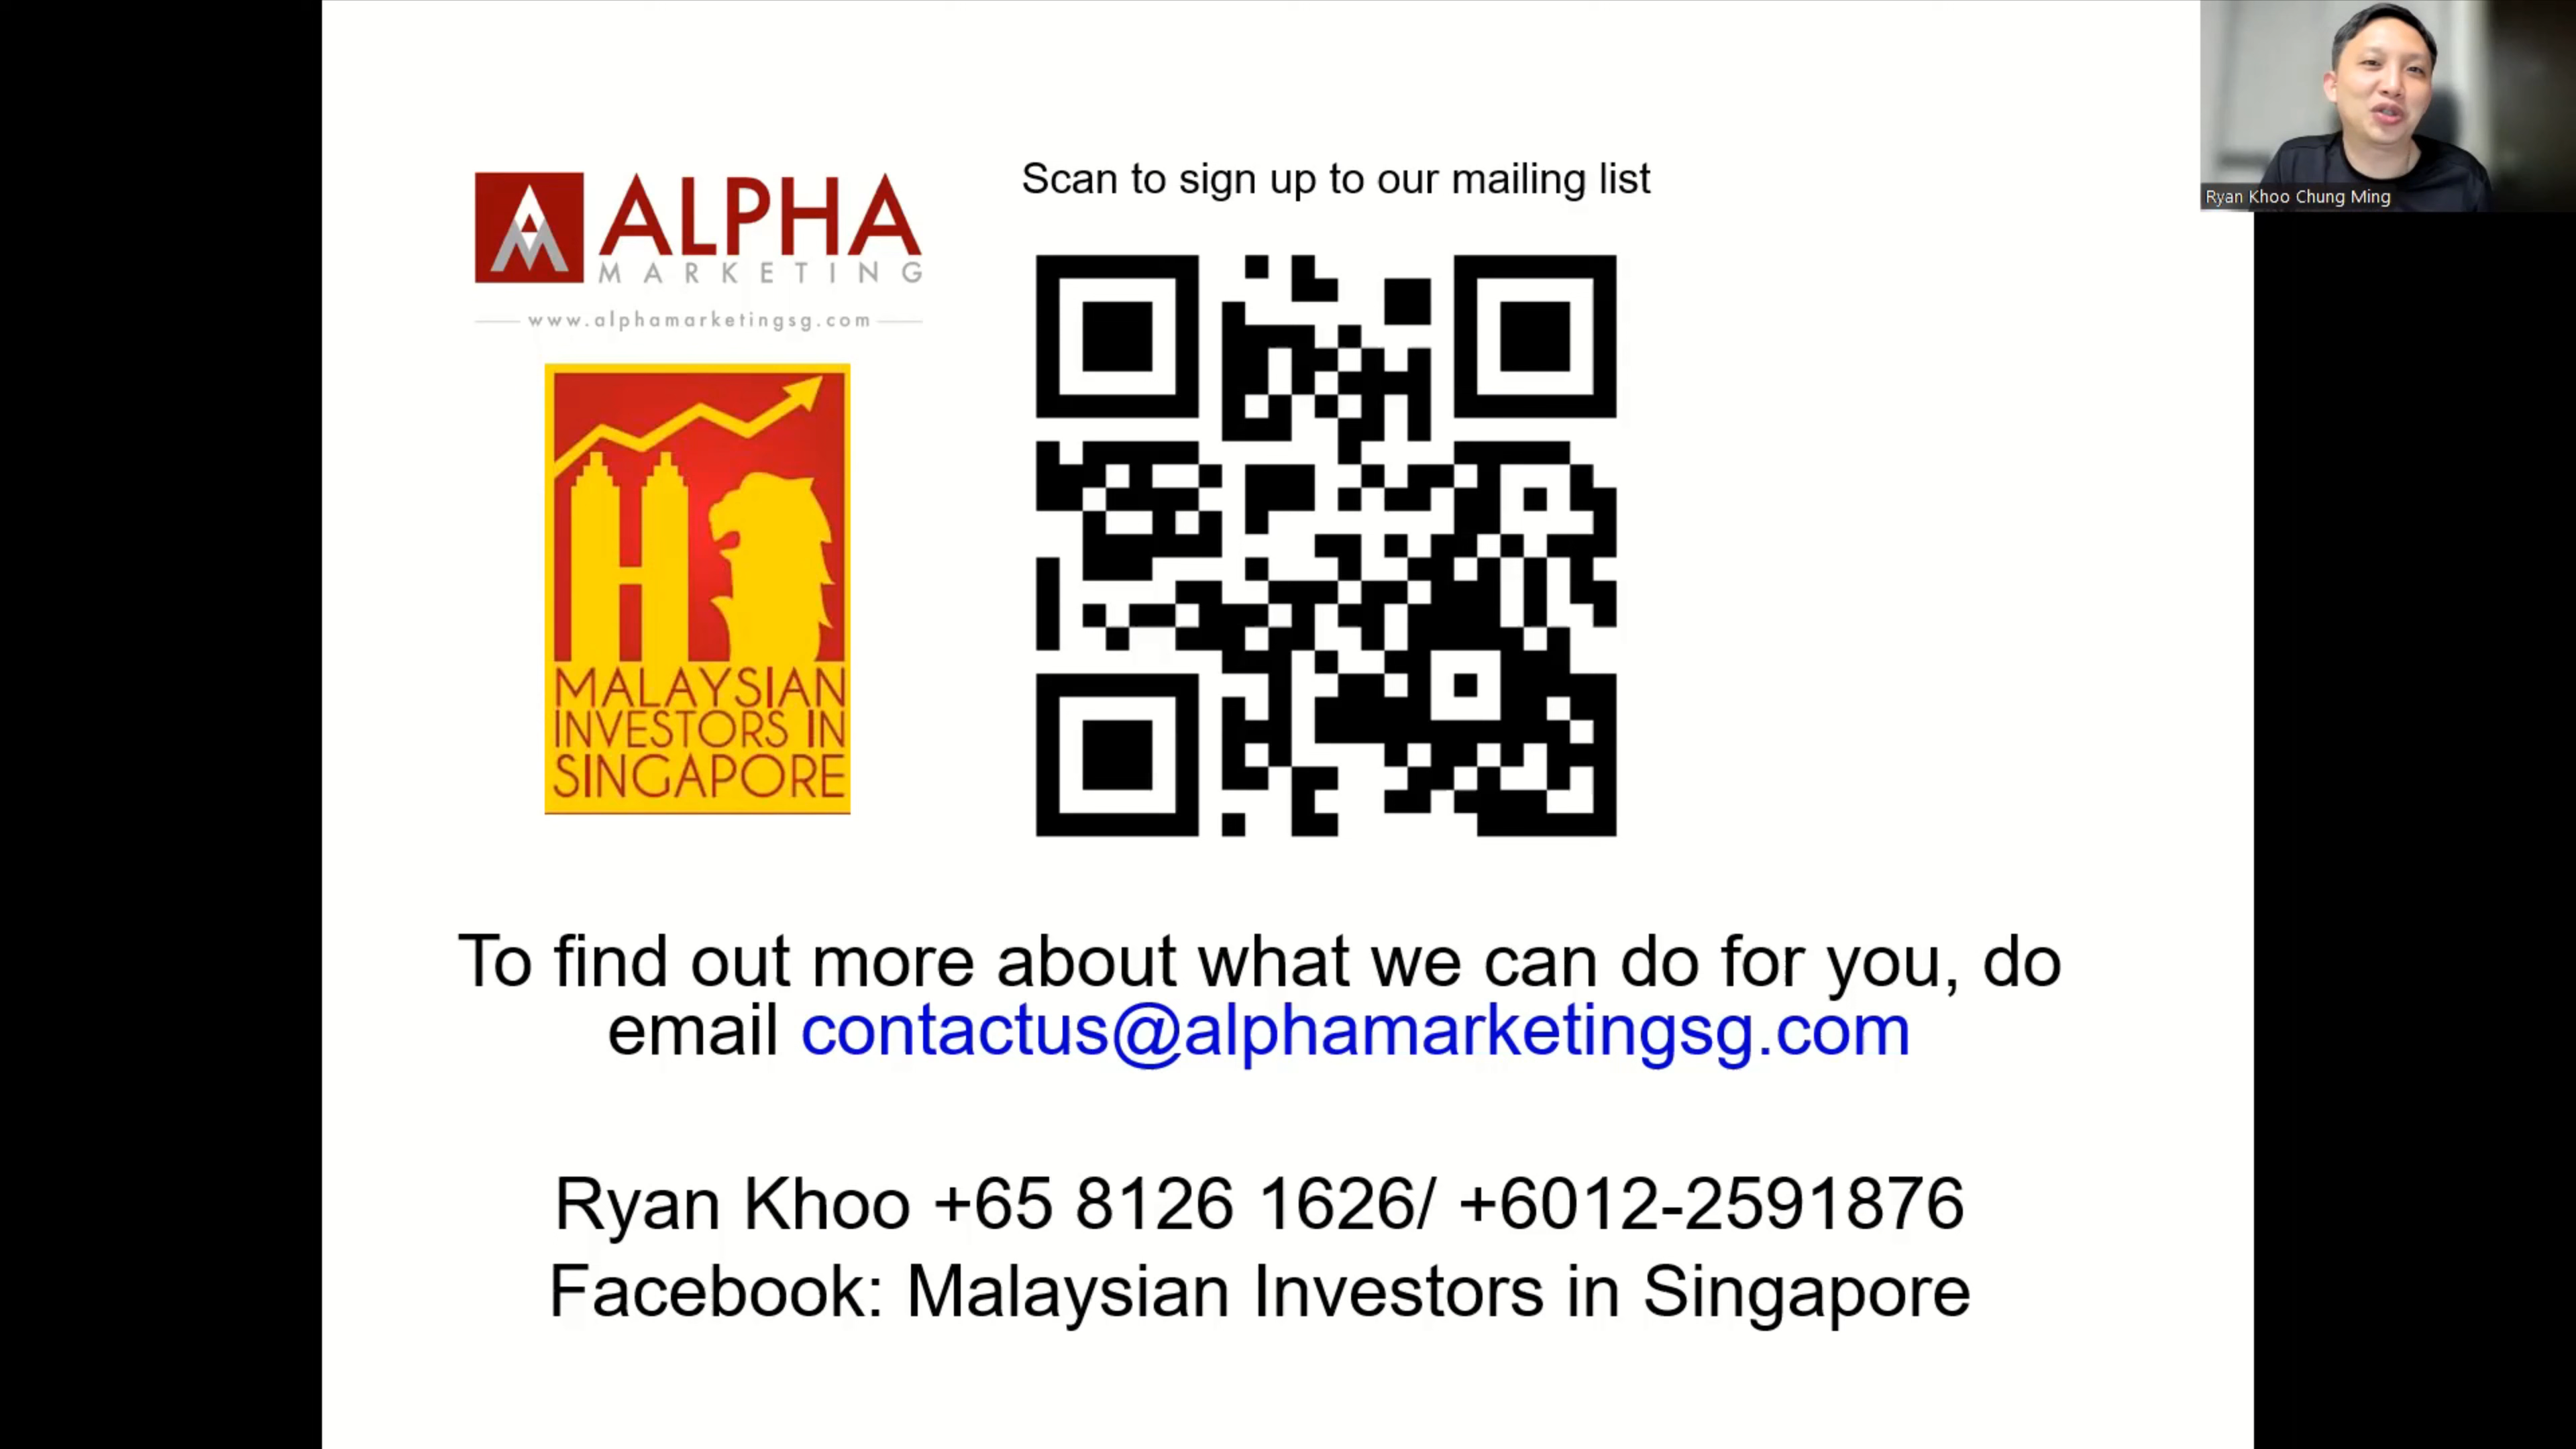 ALPHA
MARKETING
www.alphamarketingsg.com
MALAYSIAN
INVESTORS IN
SINGAPORE
Scan to sign up to our mailing list
Ryan Khoo Chung Ming
To find out more about what we can do for you, do
email contactus@alphamarketingsg.com
Ryan Khoo +65 8126 1626/ +6012-2591876
Facebook: Malaysian Investors in Singapore